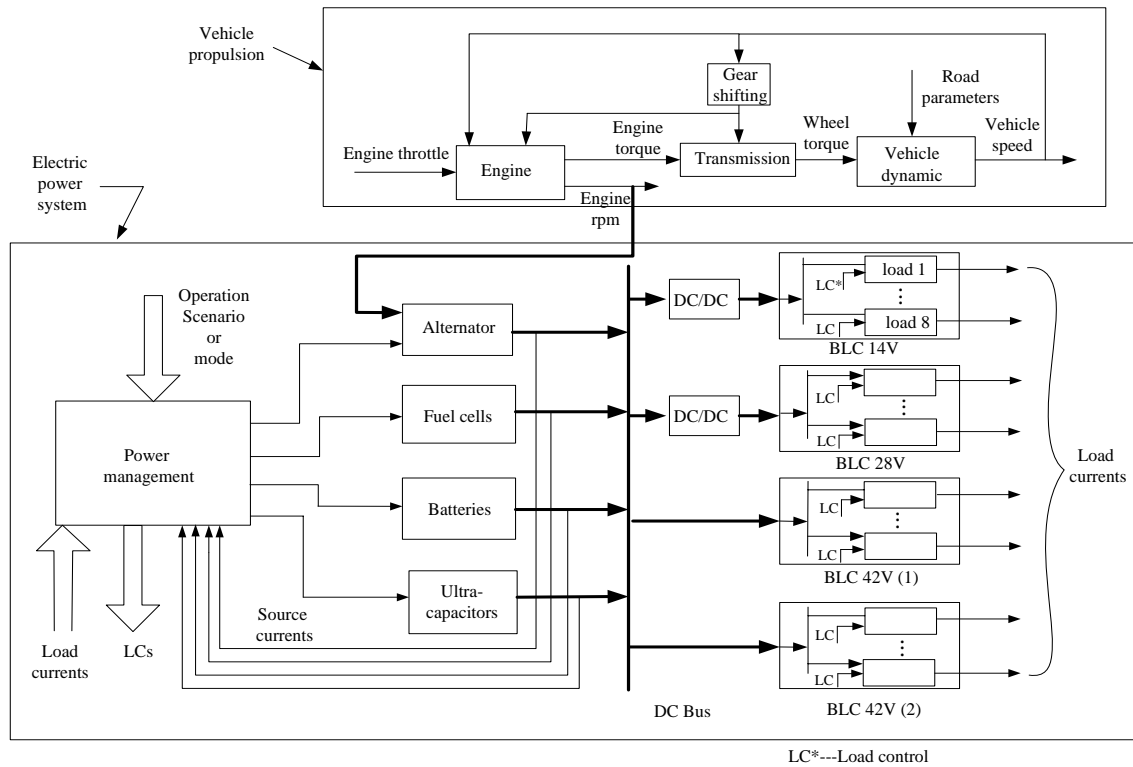 Vehicle
propulsion
Gear
shifting
Road
parameters
Engine throttle
Engine
Engine
torque
Transmission
Wheel
torque
Vehicle
dynamic
Vehicle
speed
Engine
rpm
Electric
power
system
Operation
Scenario
or
mode
Power
management
Load
currents
LCs
Source
currents
Alternator
Fuel cells
Batteries
Ultra-
capacitors
DC Bus
DC/DC
DC/DC
LC*
load 1
LC
load 8
BLC 14V
LC
LC
BLC 28V
LC
LC
BLC 42V (1)
LC
LC
BLC 42V (2)
Load
currents
LC*---Load control